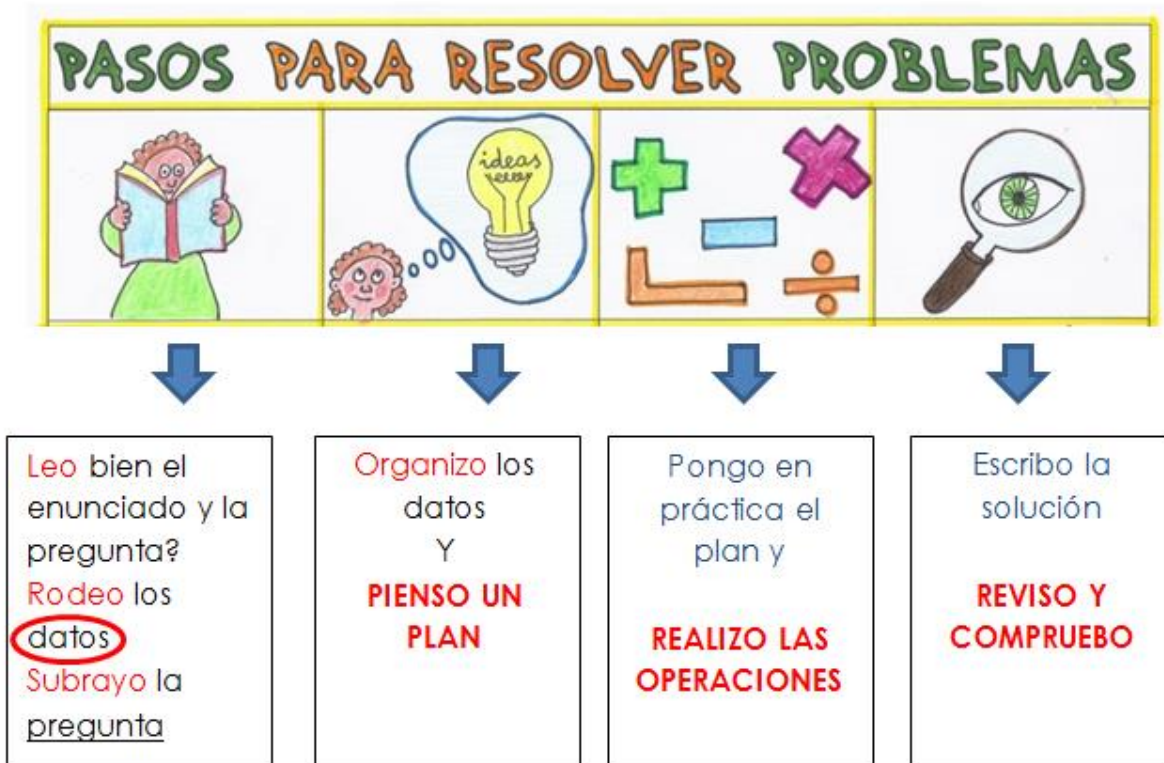 PASOS PARA RESOLVER PROBLEMAS
ideas
Leo bien el
enunciado y la
pregunta?
Rodeo los
datos
Subrayo la
pregunta
Organizo los
datos
Y
PIENSO UN
PLAN
Pongo en
práctica el
plan y
REALIZO LAS
OPERACIONES
Escribo la
solución
REVISO Y
COMPRUEBO